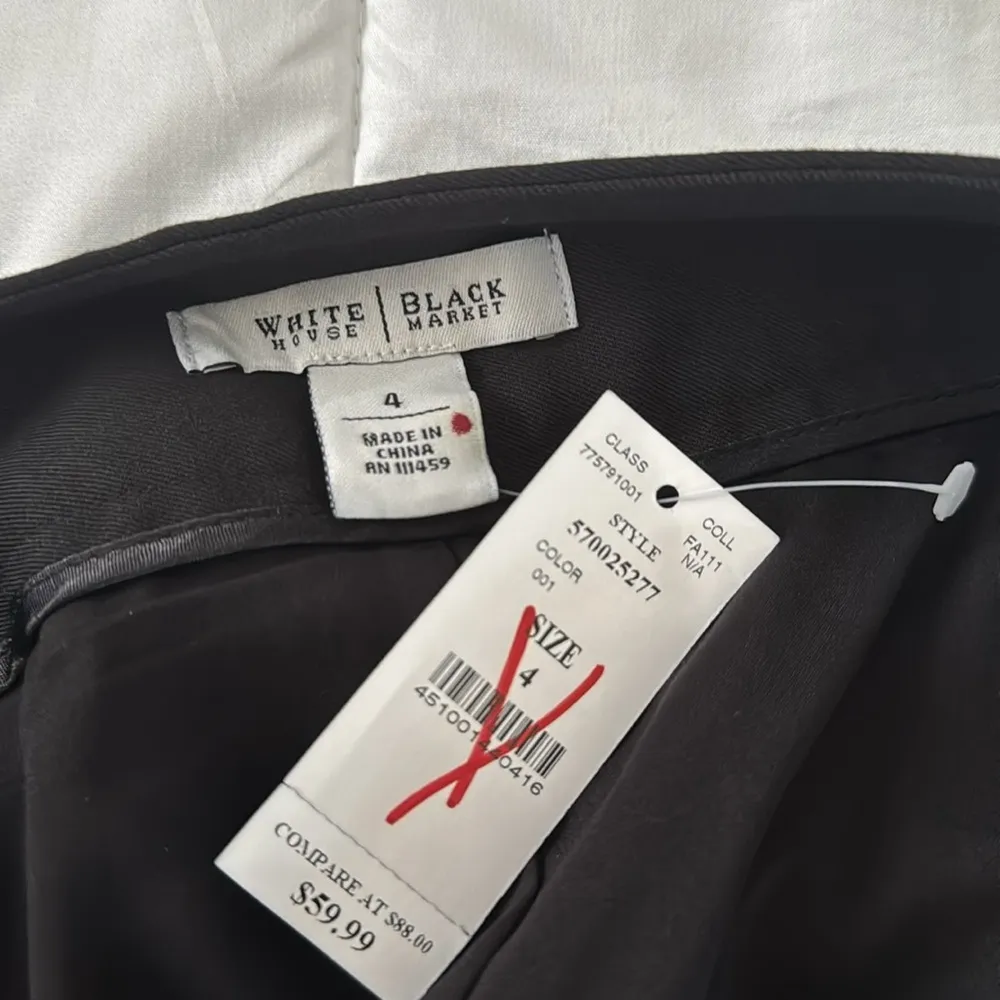 WHITE HOUSE | BLACK MARKET
4
MADE IN
CHINA
RN 111459
CLASS
775791001
COLL
FA111
N/A
STYLE
570025277
COLOR
001
SIZE
4
451001440416
COMPARE AT $88.00
$59.99